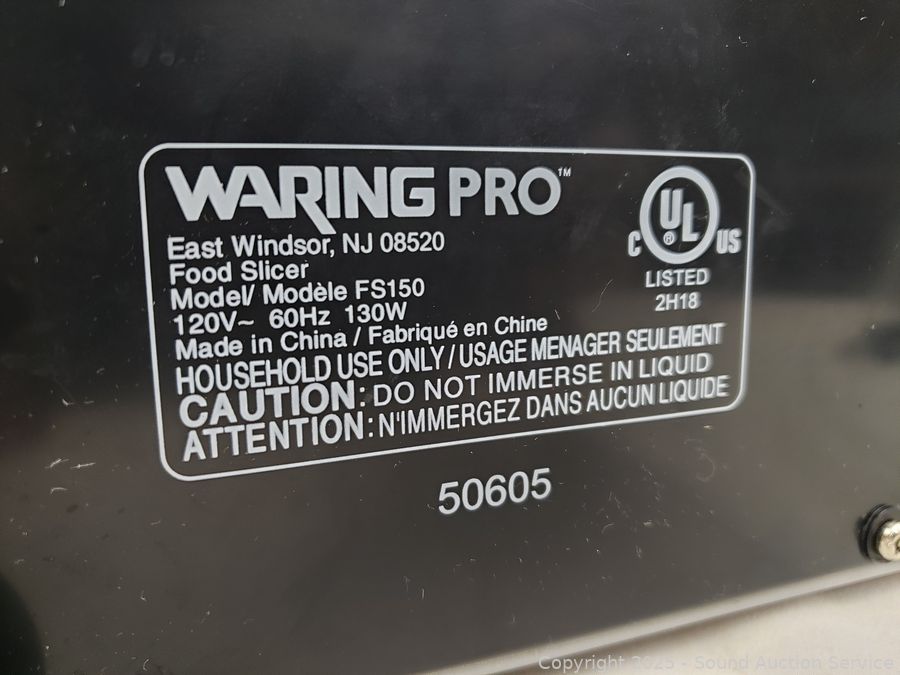 WARING PRO™
East Windsor, NJ 08520
Food Slicer
Model/ Modèle FS150
120V~ 60Hz 130W
Made in China / Fabriqué en Chine
HOUSEHOLD USE ONLY / USAGE MENAGER SEULEMENT
CAUTION: DO NOT IMMERSE IN LIQUID
ATTENTION: N'IMMERGEZ DANS AUCUN LIQUIDE
C UL® US
LISTED
2H18
50605
Copyright 2025 - Sound Auction Service